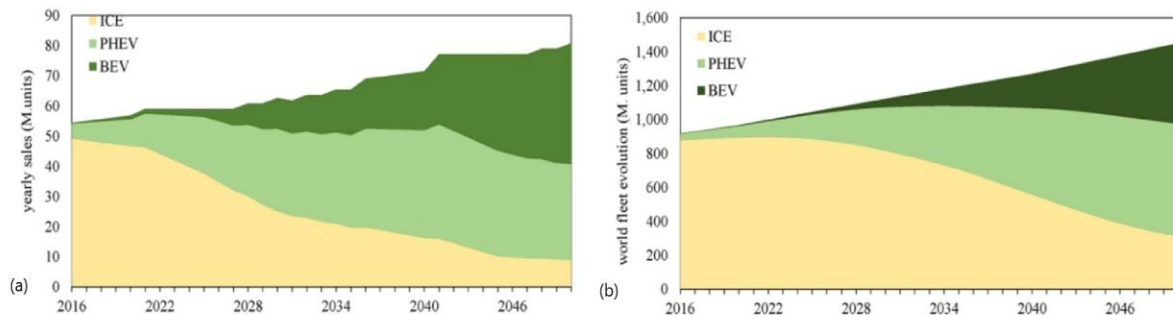 90
80
70
60
50
40
30
20
10
0
yearly sales (M.units)
ICE
PHEV
BEV
2016 2022 2028 2034 2040 2046
(a)
1,600
1,400
1,200
1,000
800
600
400
200
0
world fleet evolution (M. units)
ICE
PHEV
BEV
2016 2022 2028 2034 2040 2046
(b)